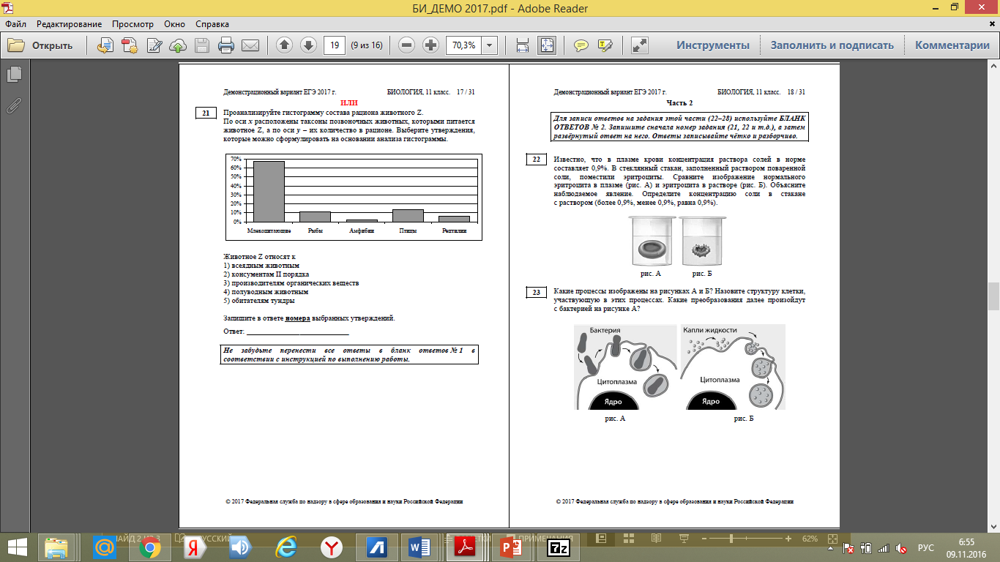 БИ_ДЕМО 2017.pdf - Adobe Reader
Файл Редактирование Просмотр Окно Справка
Открыть 19 (9 из 16) 70,3% Инструменты Заполнить и подписать Комментарии
Демонстрационный вариант ЕГЭ 2017 г. БИОЛОГИЯ, 11 класс. 17 / 31
ИЛИ
21 Проанализируйте гистограмму состава рациона животного Z.
По оси x расположены таксоны позвоночных животных, которыми питается
животное Z, а по оси y – их количество в рационе. Выберите утверждения,
которые можно сформулировать на основании анализа гистограммы.
70%
60%
50%
40%
30%
20%
10%
0%
Млекопитающие Рыбы Амфибии Птицы Рептилии
Животное Z относят к
1) всеядным животным
2) консументам II порядка
3) производителям органических веществ
4) полуводным животным
5) обитателям тундры
Запишите в ответе номера выбранных утверждений.
Ответ: ___________________________
Не забудьте перенести все ответы в бланк ответов № 1 в
соответствии с инструкцией по выполнению работы.
© 2017 Федеральная служба по надзору в сфере образования и науки Российской Федерации
Демонстрационный вариант ЕГЭ 2017 г. БИОЛОГИЯ, 11 класс. 18 / 31
Часть 2
Для записи ответов на задания этой части (22–28) используйте БЛАНК
ОТВЕТОВ № 2. Запишите сначала номер задания (21, 22 и т.д.), а затем
развёрнутый ответ на него. Ответы записывайте чётко и разборчиво.
22 Известно, что в плазме крови концентрация раствора солей в норме
составляет 0,9%. В стеклянный стакан, заполненный раствором поваренной
соли, поместили эритроциты. Сравните изображение нормального
эритроцита в плазме (рис. А) и эритроцита в растворе (рис. Б). Объясните
наблюдаемое явление. Определите концентрацию соли в стакане
с раствором (более 0,9%, менее 0,9%, равна 0,9%).
рис. А рис. Б
23 Какие процессы изображены на рисунках А и Б? Назовите структуру клетки,
участвующую в этих процессах. Какие преобразования далее произойдут
с бактерией на рисунке А?
Бактерия
Цитоплазма
Ядро
Капли жидкости
Цитоплазма
Ядро
рис. А рис. Б
© 2017 Федеральная служба по надзору в сфере образования и науки Российской Федерации
СЛАЙД 2 ИЗ 3 РУССКИЙ ПРИМЕЧАНИЯ 62%
РУС
6:55
09.11.2016